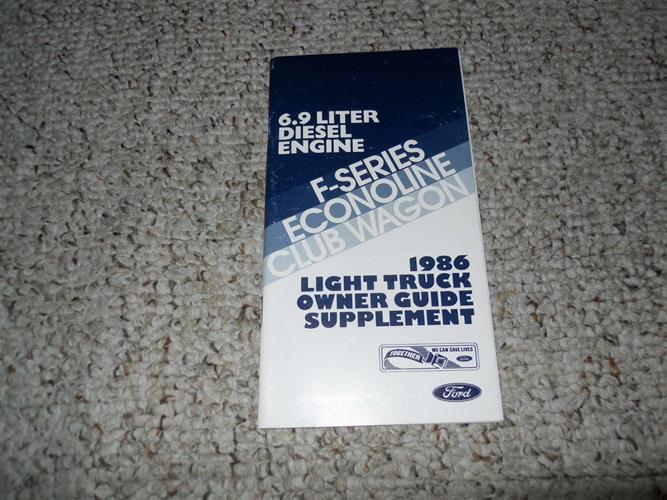 6.9 LITER
DIESEL
ENGINE
F-SERIES
ECONOLINE
CLUB WAGON
1986
LIGHT TRUCK
OWNER GUIDE
SUPPLEMENT
TOGETHER
WE CAN SAVE LIVES
Ford
Ford